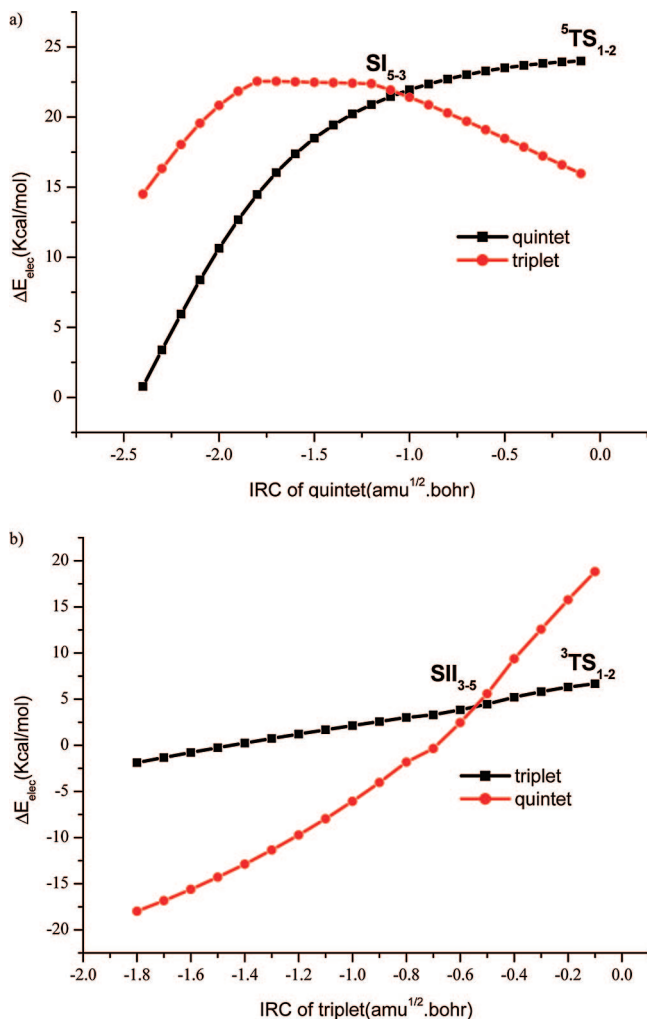 a)
SI5-3
5TS1-2
25
20
15
10
5
0
quintet
triplet
ΔEelec(Kcal/mol)
-2.5 -2.0 -1.5 -1.0 -0.5 0.0
IRC of quintet(amu1/2.bohr)
b)
20
15
10
5
0
-5
-10
-15
-20
SII3-5
3TS1-2
triplet
quintet
ΔEelec(Kcal/mol)
-2.0 -1.8 -1.6 -1.4 -1.2 -1.0 -0.8 -0.6 -0.4 -0.2 0.0
IRC of triplet(amu1/2.bohr)